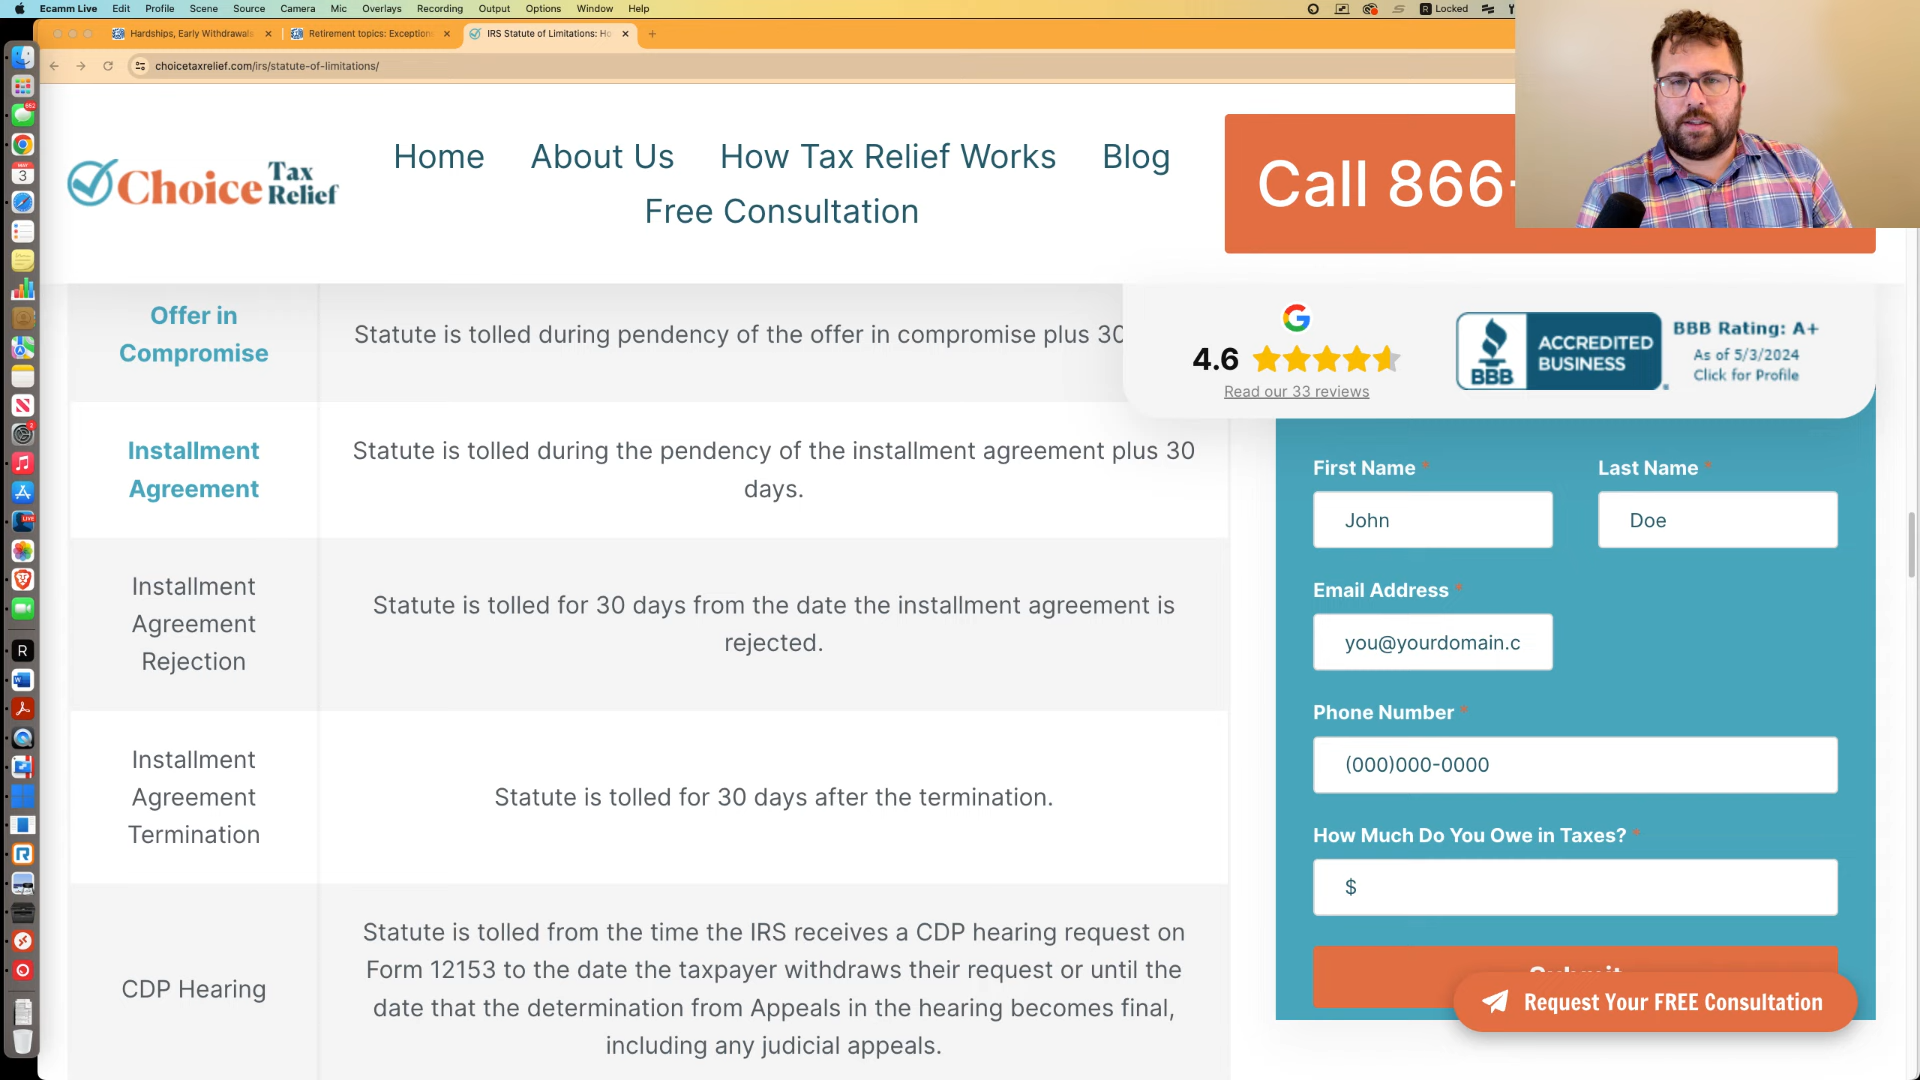 Ecamm Live Edit Profile Scene Source Camera Mic Overlays Recording Output Options Window Help
Locked
Hardships, Early Withdrawals
Retirement topics: Exception
IRS Statute of Limitations: Ho
choicetaxrelief.com/irs/statute-of-limitations/
Choice Tax Relief
Home About Us How Tax Relief Works Blog
Free Consultation
Call 866-
Offer in
Compromise
Statute is tolled during pendency of the offer in compromise plus 30
4.6
Read our 33 reviews
BBB
ACCREDITED
BUSINESS
BBB Rating: A+
As of 5/3/2024
Click for Profile
Installment
Agreement
Statute is tolled during the pendency of the installment agreement plus 30
days.
Installment
Agreement
Rejection
Statute is tolled for 30 days from the date the installment agreement is
rejected.
Installment
Agreement
Termination
Statute is tolled for 30 days after the termination.
CDP Hearing
Statute is tolled from the time the IRS receives a CDP hearing request on
Form 12153 to the date the taxpayer withdraws their request or until the
date that the determination from Appeals in the hearing becomes final,
including any judicial appeals.
First Name *
Last Name *
John
Doe
Email Address *
you@yourdomain.c
Phone Number *
(000)000-0000
How Much Do You Owe in Taxes? *
$
Submit
Request Your FREE Consultation